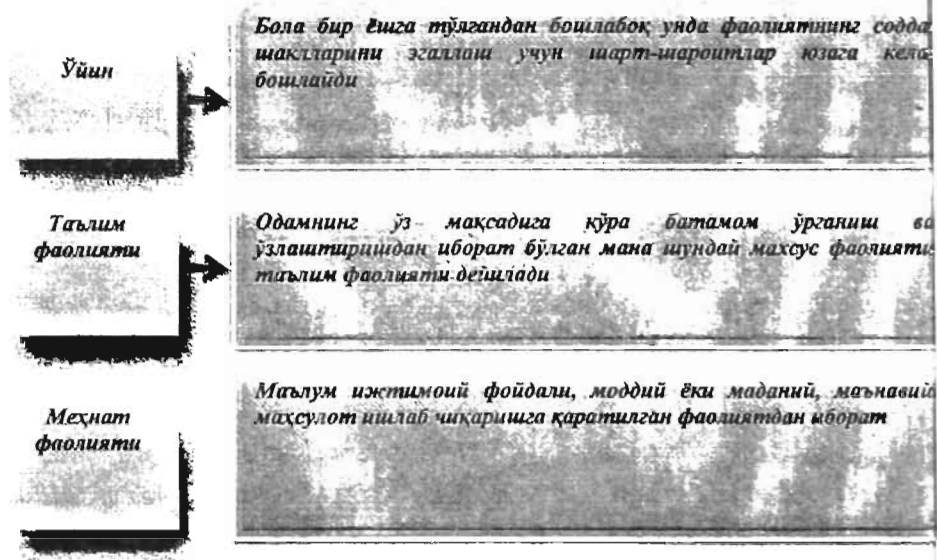 Ўйин
Бола бир ёшга тўлгандан бошлабоқ унда фаолиятнинг содда
шаклларини эгаллаш учун шарт-шароитлар юзага кела
бошлайди
Таълим
фаолияти
Одамнинг ўз мақсадига кўра батамом ўрганиш ва
ўзлаштиришдан иборат бўлган мана шундай махсус фаолияти
таълим фаолияти дейилади
Меҳнат
фаолияти
Маълум ижтимоий фойдали, моддий ёки маданий, маънавий
маҳсулот ишлаб чиқаришга қаратилган фаолиятдан иборат